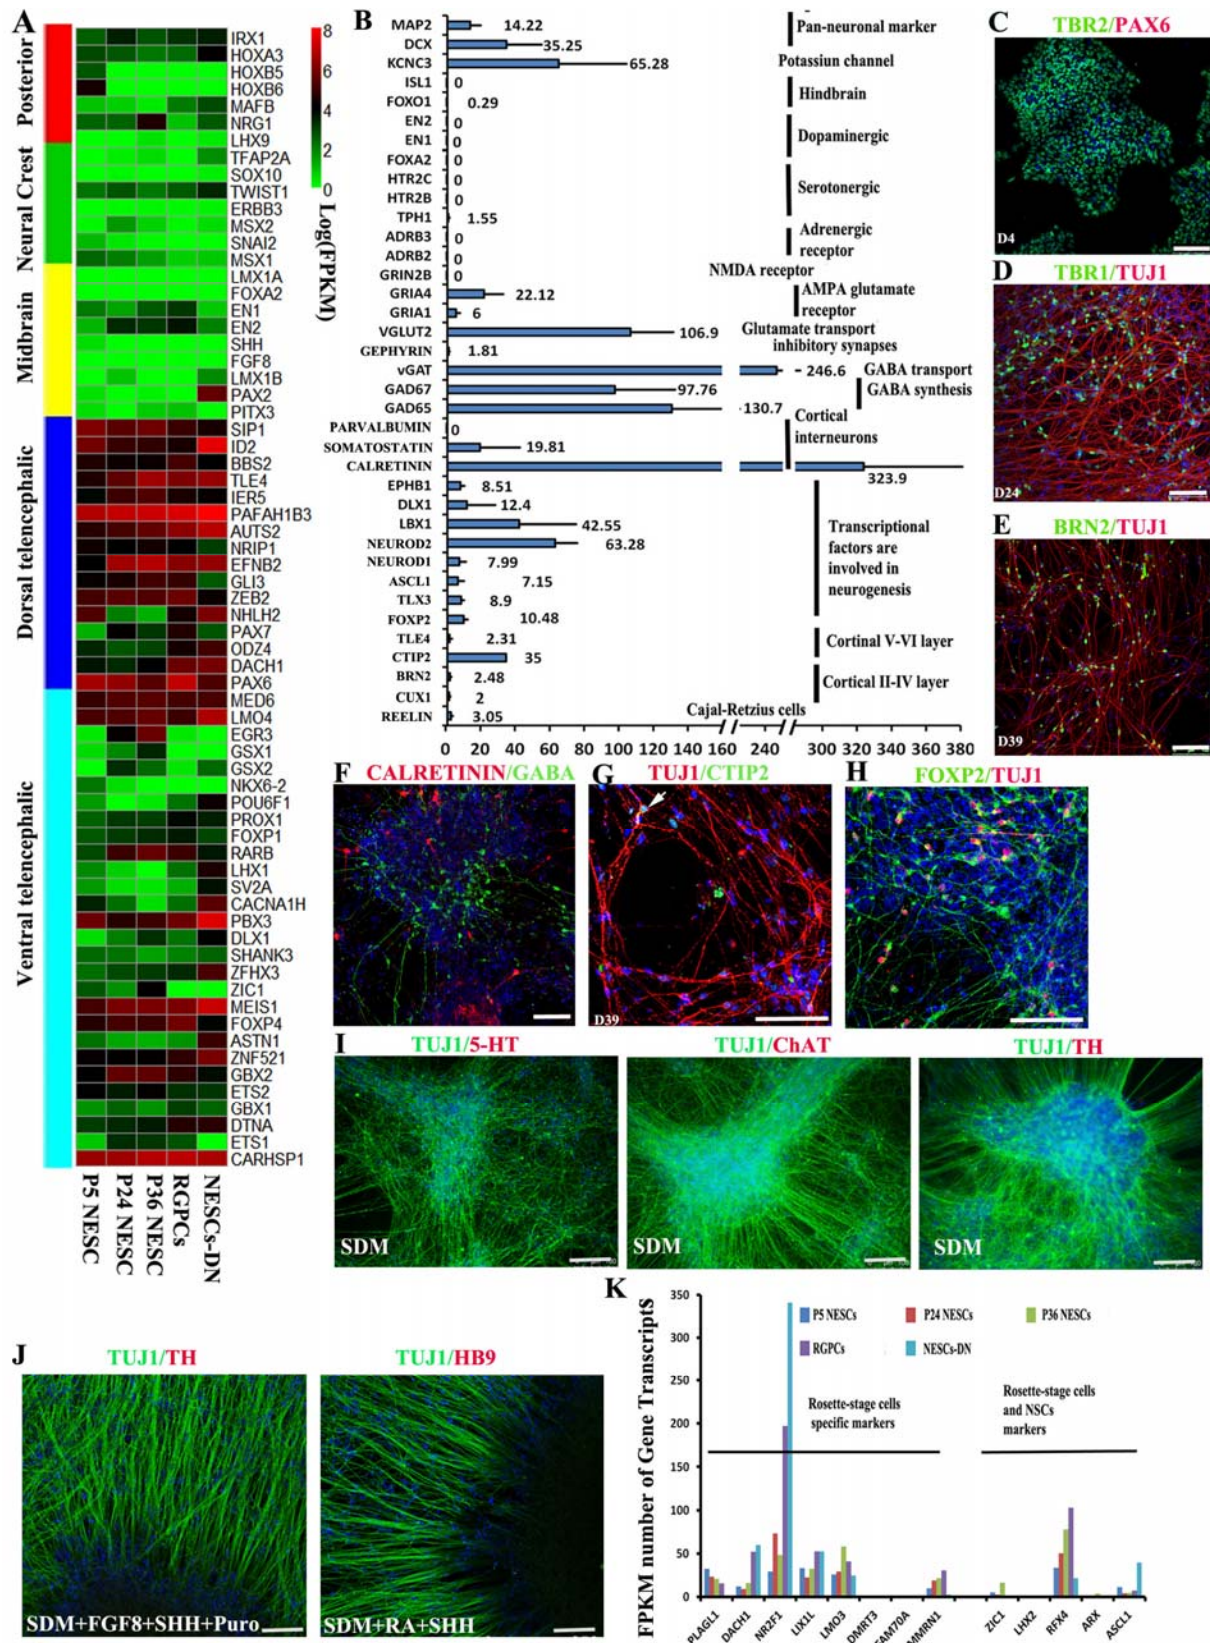 A
Posterior
Neural Crest
Midbrain
Dorsal telencephalic
Ventral telencephalic
IRX1
HOXA3
HOXB5
HOXB6
MAFB
NRG1
LHX9
TFAP2A
SOX10
TWIST1
ERBB3
MSX2
SNAI2
MSX1
LMX1A
FOXA2
EN1
EN2
SHH
FGF8
LMX1B
PAX2
PITX3
SIP1
ID2
BBS2
TLE4
IER5
PAFAH1B3
AUTS2
NRIP1
EFNB2
GLI3
ZEB2
NHLH2
PAX7
ODZ4
DACH1
PAX6
MED6
LMO4
EGR3
GSX1
GSX2
NKX6-2
POU6F1
PROX1
FOXP1
RARB
LHX1
SV2A
CACNA1H
PBX3
DLX1
SHANK3
ZFHX3
ZIC1
MEIS1
FOXP4
ASTN1
ZNF521
GBX2
ETS2
GBX1
DTNA
ETS1
CARHSP1
P5 NESC
P24 NESC
P36 NESC
RGPCs
NESCs-DN
8
6
4
2
0
Log(FPKM)
B
MAP2 14.22
DCX 35.25
KCNC3 65.28
ISL1 0
FOXO1 0.29
EN2 0
EN1 0
FOXA2 0
HTR2C 0
HTR2B 0
TPH1 1.55
ADRB3 0
ADRB2 0
GRIN2B 0
GRIA4 22.12
GRIA1 6
VGLUT2 106.9
GEPHYRIN 1.81
vGAT 246.6
GAD67 97.76
GAD65 130.7
PARVALBUMIN 0
SOMATOSTATIN 19.81
CALRETININ 323.9
EPHB1 8.51
DLX1 12.4
LBX1 42.55
NEUROD2 63.28
NEUROD1 7.99
ASCL1 7.15
TLX3 8.9
FOXP2 10.48
TLE4 2.31
CTIP2 35
BRN2 2.48
CUX1 2
REELIN 3.05
0 20 40 60 80 100 120 140 160 240 300 320 340 360 380
Pan-neuronal marker
Potassiun channel
Hindbrain
Dopaminergic
Serotonergic
Adrenergic
receptor
NMDA receptor
AMPA glutamate
receptor
Glutamate transport
inhibitory synapses
GABA transport
GABA synthesis
Cortical
interneurons
Transcriptional
factors are
involved in
neurogenesis
Cortinal V-VI layer
Cortical II-IV layer
Cajal-Retzius cells
C
TBR2/PAX6
D4
D
TBR1/TUJ1
D24
E
BRN2/TUJ1
D39
F
CALRETININ/GABA
G
TUJ1/CTIP2
D39
H
FOXP2/TUJ1
I
TUJ1/5-HT
SDM
TUJ1/ChAT
SDM
TUJ1/TH
SDM
J
TUJ1/TH
SDM+FGF8+SHH+Puro
TUJ1/HB9
SDM+RA+SHH
K
FPKM number of Gene Transcripts
350
300
250
200
150
100
50
0
P5 NESCs P24 NESCs P36 NESCs
RGPCs NESCs-DN
Rosette-stage cells
specific markers
Rosette-stage cells
and NSCs
markers
PLAGL1
DACH1
NR2F1
LIX1L
LMO3
DMRT3
FAM70A
MMRN1
ZIC1
LHX2
RFX4
ARX
ASCL1